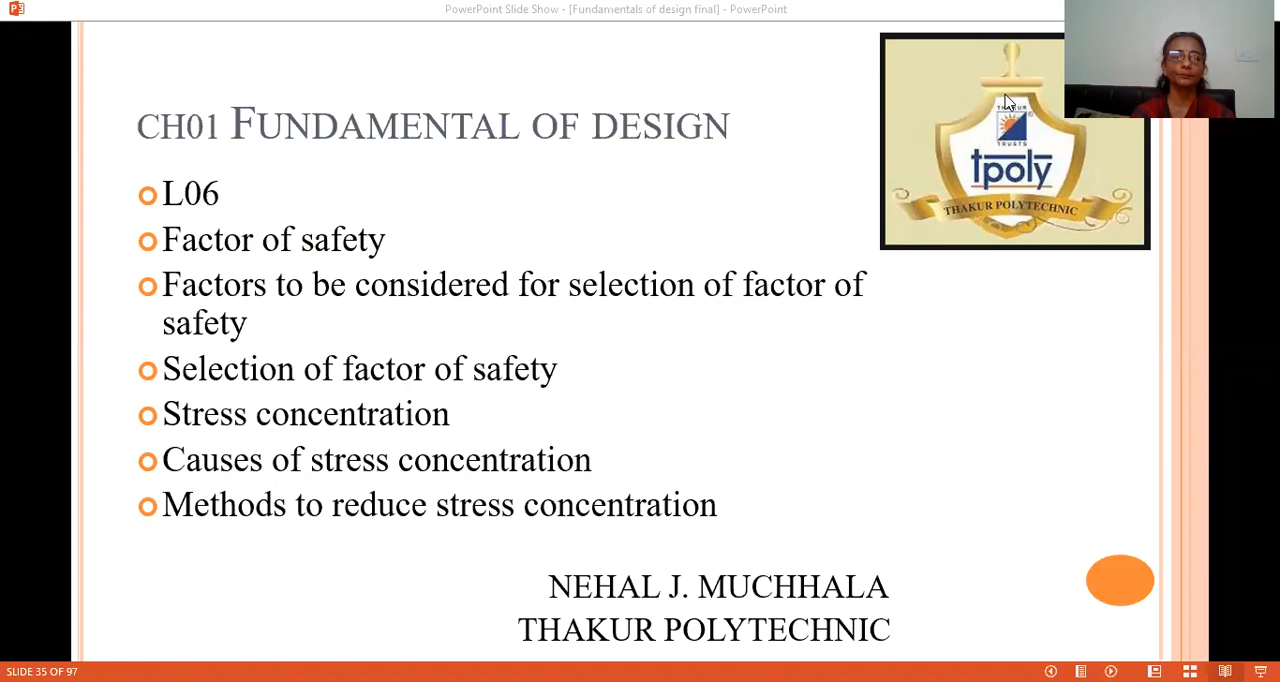 PowerPoint Slide Show - [Fundamentals of design final] - PowerPoint
CH01 FUNDAMENTAL OF DESIGN
THAKUR
TRUSTS
tpoly
THAKUR POLYTECHNIC
L06
Factor of safety
Factors to be considered for selection of factor of
safety
Selection of factor of safety
Stress concentration
Causes of stress concentration
Methods to reduce stress concentration
NEHAL J. MUCHHALA
THAKUR POLYTECHNIC
SLIDE 35 OF 97